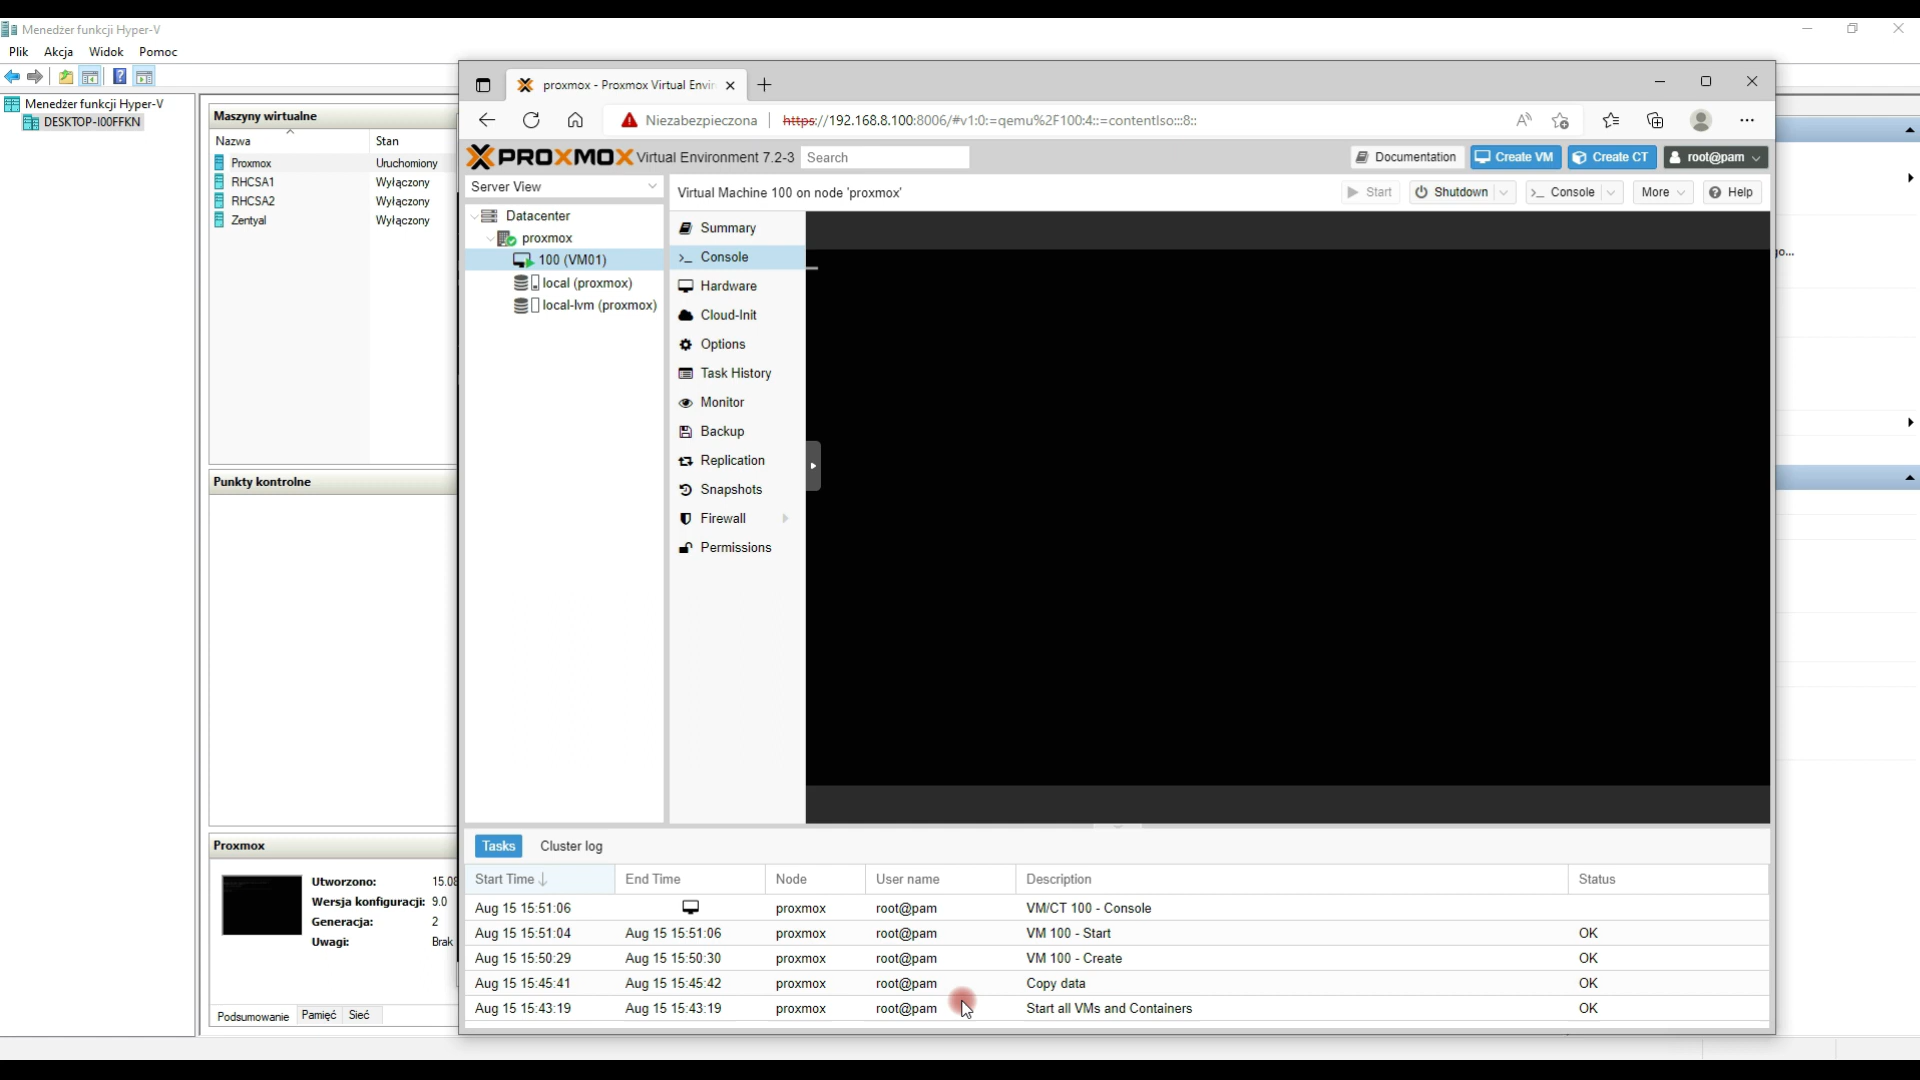 Menedżer funkcji Hyper-V
Plik Akcja Widok Pomoc
Menedżer funkcji Hyper-V
DESKTOP-I00FFKN
Maszyny wirtualne
Nazwa Stan
Proxmox Uruchomiony
RHCSA1 Wyłączony
RHCSA2 Wyłączony
Zentyal Wyłączony
Punkty kontrolne
Proxmox
Utworzono: 15.08
Wersja konfiguracji: 9.0
Generacja: 2
Uwagi: Brak
Podsumowanie Pamięć Sieć
proxmox - Proxmox Virtual Envir
Niezabezpieczona https://192.168.8.100:8006/#v1:0:=qemu%2F100:4::=contentIso:::8::
PROXMOX Virtual Environment 7.2-3 Search Documentation Create VM Create CT root@pam
Server View
Datacenter
proxmox
100 (VM01)
local (proxmox)
local-lvm (proxmox)
Virtual Machine 100 on node 'proxmox' Start Shutdown >_ Console More Help
Summary
>_ Console
Hardware
Cloud-Init
Options
Task History
Monitor
Backup
Replication
Snapshots
Firewall
Permissions
Tasks Cluster log
Start Time End Time Node User name Description Status
Aug 15 15:51:06 proxmox root@pam VM/CT 100 - Console
Aug 15 15:51:04 Aug 15 15:51:06 proxmox root@pam VM 100 - Start OK
Aug 15 15:50:29 Aug 15 15:50:30 proxmox root@pam VM 100 - Create OK
Aug 15 15:45:41 Aug 15 15:45:42 proxmox root@pam Copy data OK
Aug 15 15:43:19 Aug 15 15:43:19 proxmox root@pam Start all VMs and Containers OK